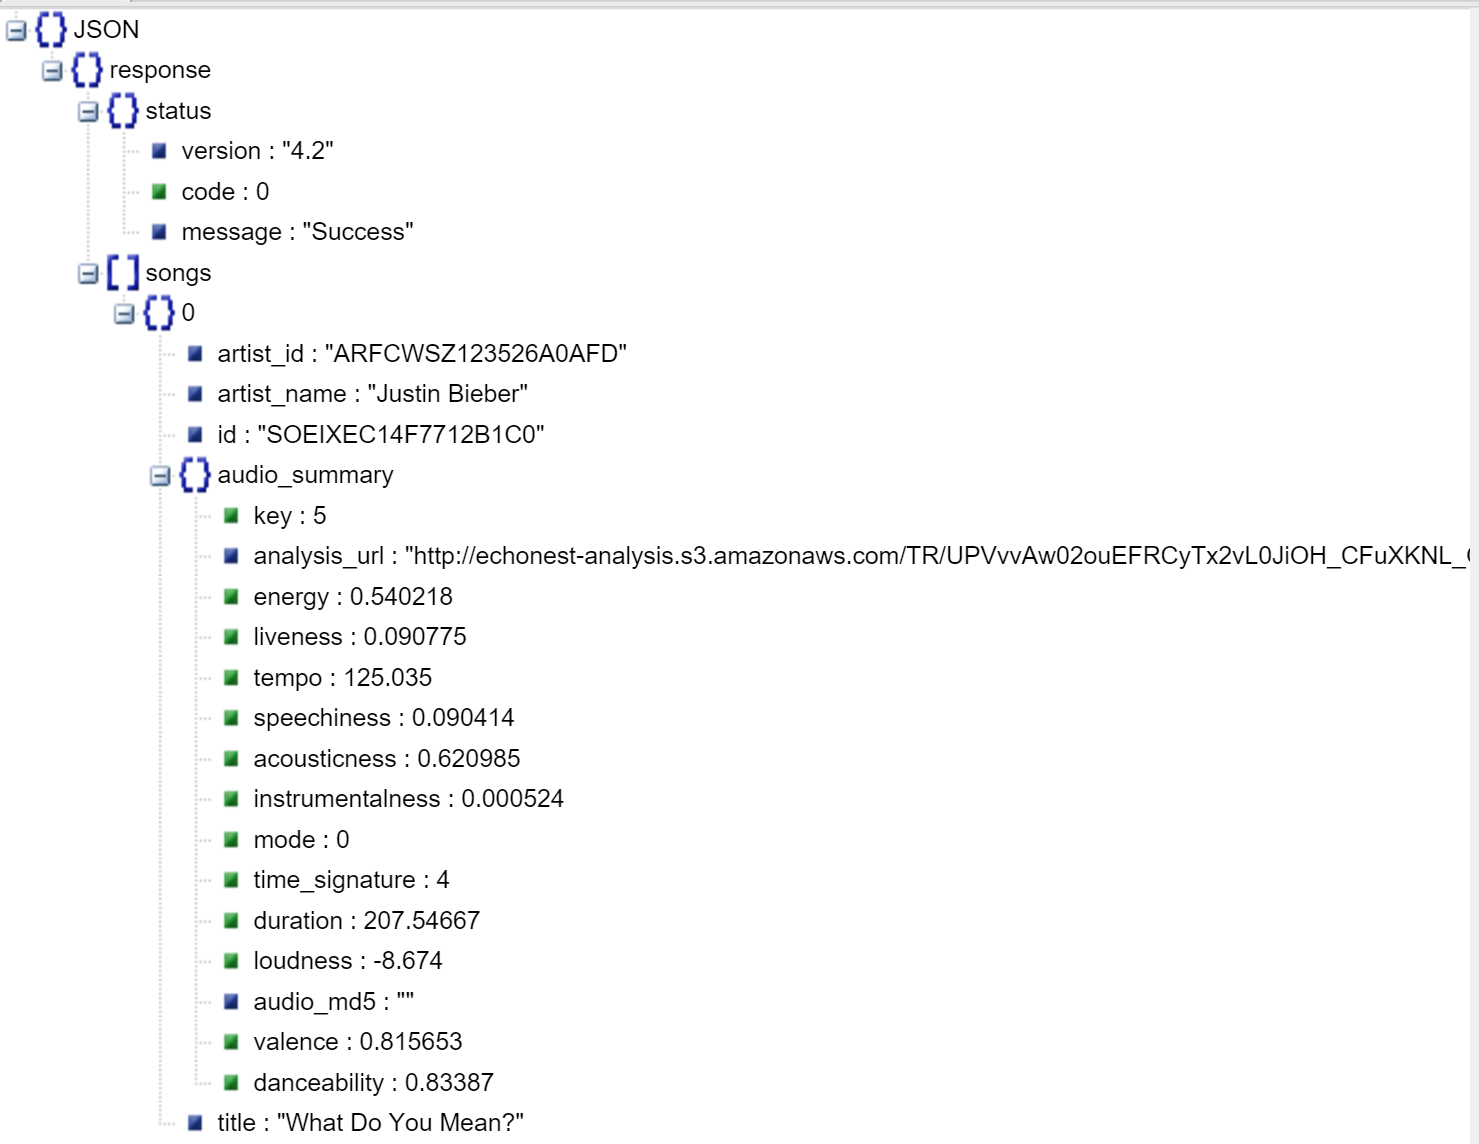 JSON
response
status
version : "4.2"
code : 0
message : "Success"
songs
0
artist_id : "ARFCWSZ123526A0AFD"
artist_name : "Justin Bieber"
id : "SOEIXEC14F7712B1C0"
audio_summary
key : 5
analysis_url : "http://echonest-analysis.s3.amazonaws.com/TR/UPVvvAw02ouEFRCyTx2vL0JiOH_CFuXKNL_
energy : 0.540218
liveness : 0.090775
tempo : 125.035
speechiness : 0.090414
acousticness : 0.620985
instrumentalness : 0.000524
mode : 0
time_signature : 4
duration : 207.54667
loudness : -8.674
audio_md5 : ""
valence : 0.815653
danceability : 0.83387
title : "What Do You Mean?"